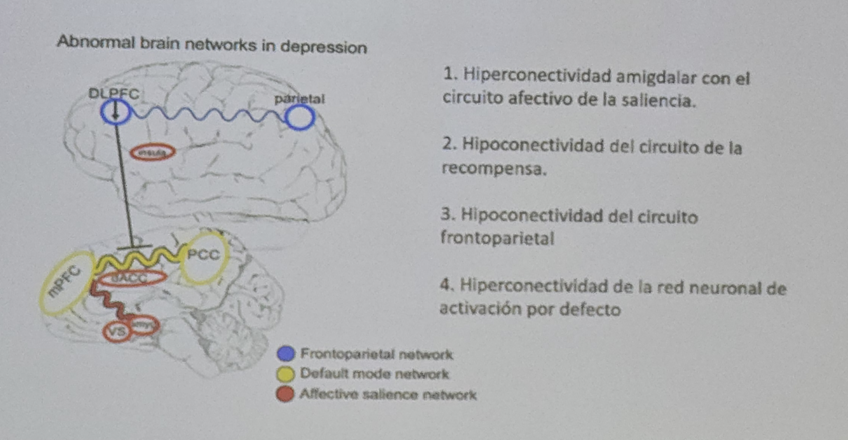 Abnormal brain networks in depression
DLPFC
parietal
insula
mPFC
PCC
dACC
VS
amyg
Frontoparietal network
Default mode network
Affective salience network
1. Hiperconectividad amigdalar con el
circuito afectivo de la saliencia.
2. Hipoconectividad del circuito de la
recompensa.
3. Hipoconectividad del circuito
frontoparietal
4. Hiperconectividad de la red neuronal de
activación por defecto